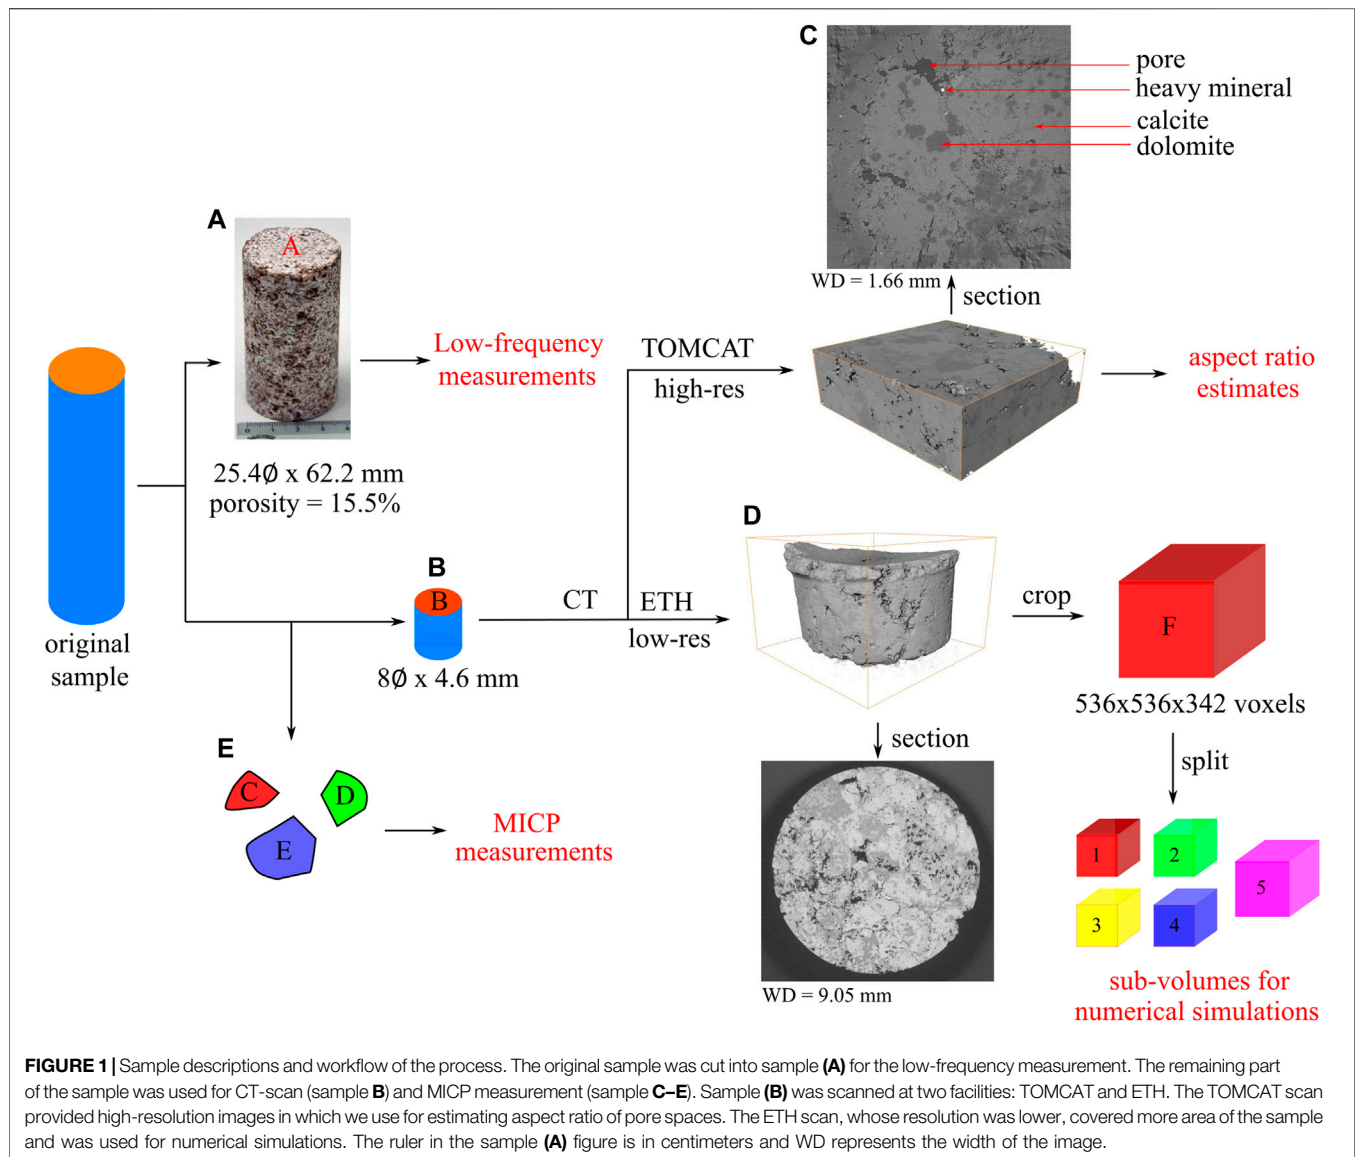 C
pore
heavy mineral
calcite
dolomite
WD = 1.66 mm
section
A
A
Low-frequency
measurements
TOMCAT
high-res
aspect ratio
estimates
0 1 2 3 4
25.4Ø x 62.2 mm
porosity = 15.5%
original
sample
B
B
8Ø x 4.6 mm
CT
ETH
low-res
D
crop
F
536x536x342 voxels
section
split
E
C
D
E
MICP
measurements
WD = 9.05 mm
1
2
3
4
5
sub-volumes for
numerical simulations
FIGURE 1 | Sample descriptions and workflow of the process. The original sample was cut into sample (A) for the low-frequency measurement. The remaining part
of the sample was used for CT-scan (sample B) and MICP measurement (sample C–E). Sample (B) was scanned at two facilities: TOMCAT and ETH. The TOMCAT scan
provided high-resolution images in which we use for estimating aspect ratio of pore spaces. The ETH scan, whose resolution was lower, covered more area of the sample
and was used for numerical simulations. The ruler in the sample (A) figure is in centimeters and WD represents the width of the image.